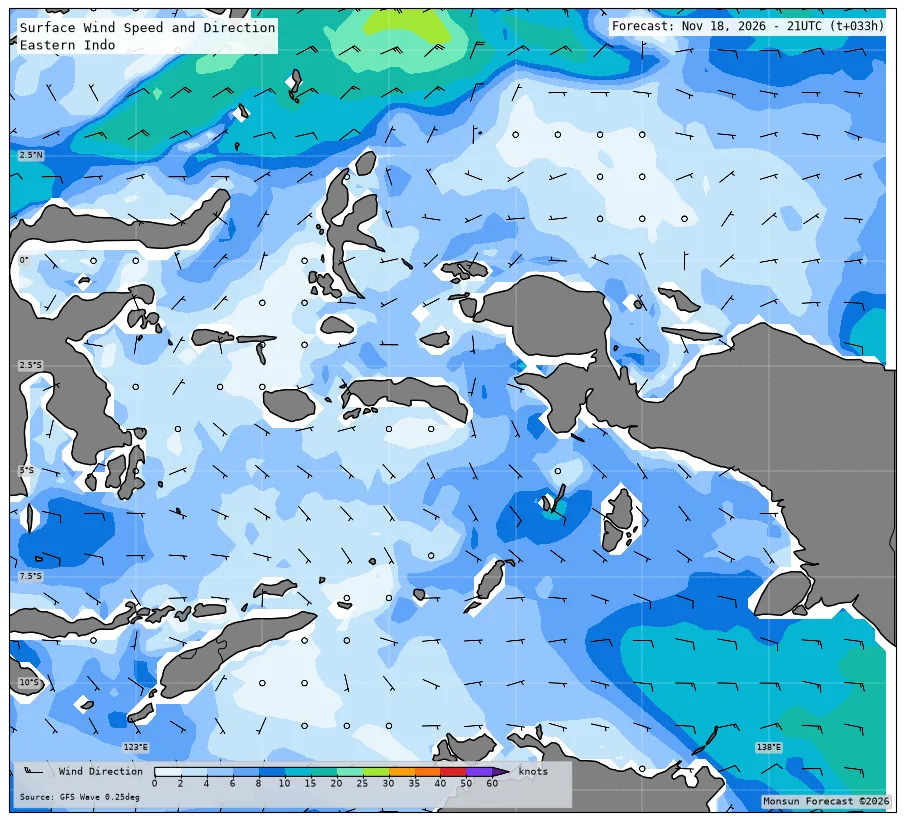 Surface Wind Speed and Direction
Eastern Indo
Forecast: Nov 18, 2026 - 21UTC (t+033h)
2.5°N
0°
2.5°S
5°S
7.5°S
10°S
123°E
138°E
Wind Direction
knots
0 2 4 6 8 10 15 20 25 30 35 40 50 60
Source: GFS Wave 0.25deg
Monsun Forecast ©2026